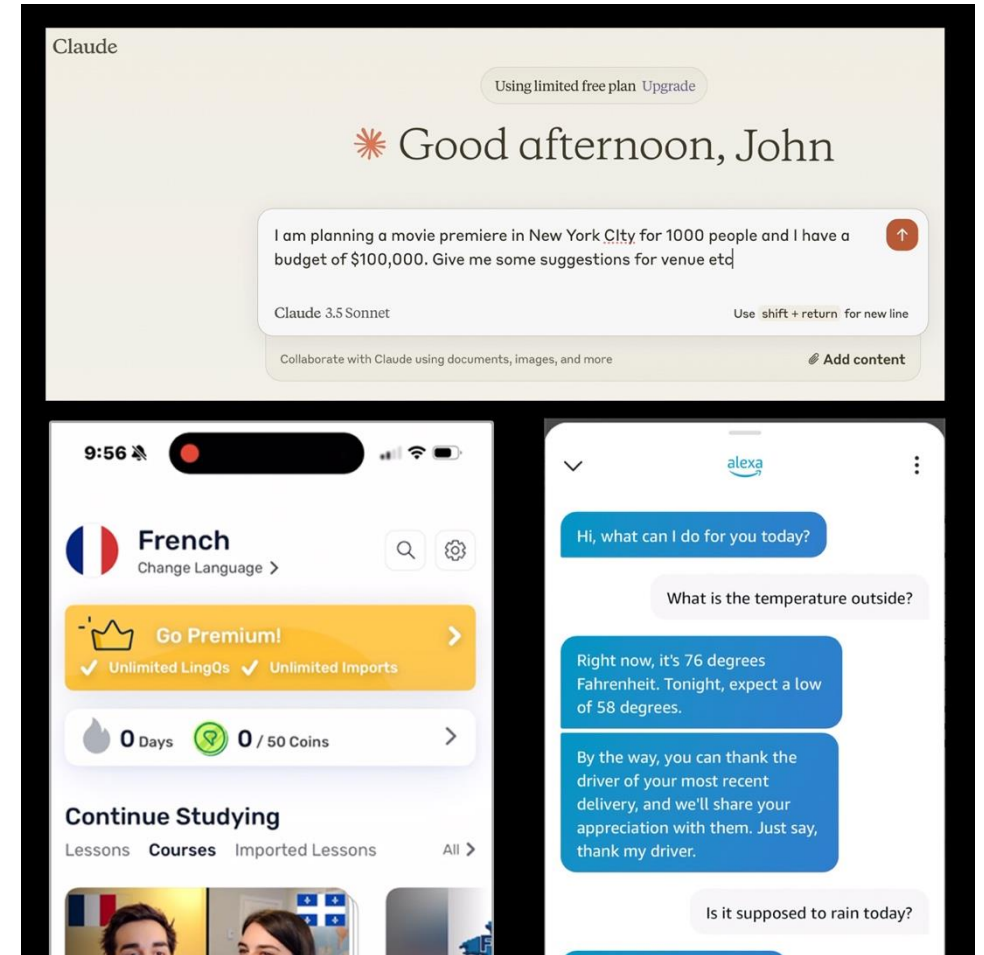 Claude
Using limited free plan Upgrade
Good afternoon, John
I am planning a movie premiere in New York CIty for 1000 people and I have a
budget of $100,000. Give me some suggestions for venue etc
Claude 3.5 Sonnet
Use shift + return for new line
Collaborate with Claude using documents, images, and more
Add content
9:56
French
Change Language >
Go Premium!
Unlimited LingQs
Unlimited Imports
0 Days
0 / 50 Coins
Continue Studying
Lessons Courses Imported Lessons
All >
alexa
Hi, what can I do for you today?
What is the temperature outside?
Right now, it's 76 degrees
Fahrenheit. Tonight, expect a low
of 58 degrees.
By the way, you can thank the
driver of your most recent
delivery, and we'll share your
appreciation with them. Just say,
thank my driver.
Is it supposed to rain today?